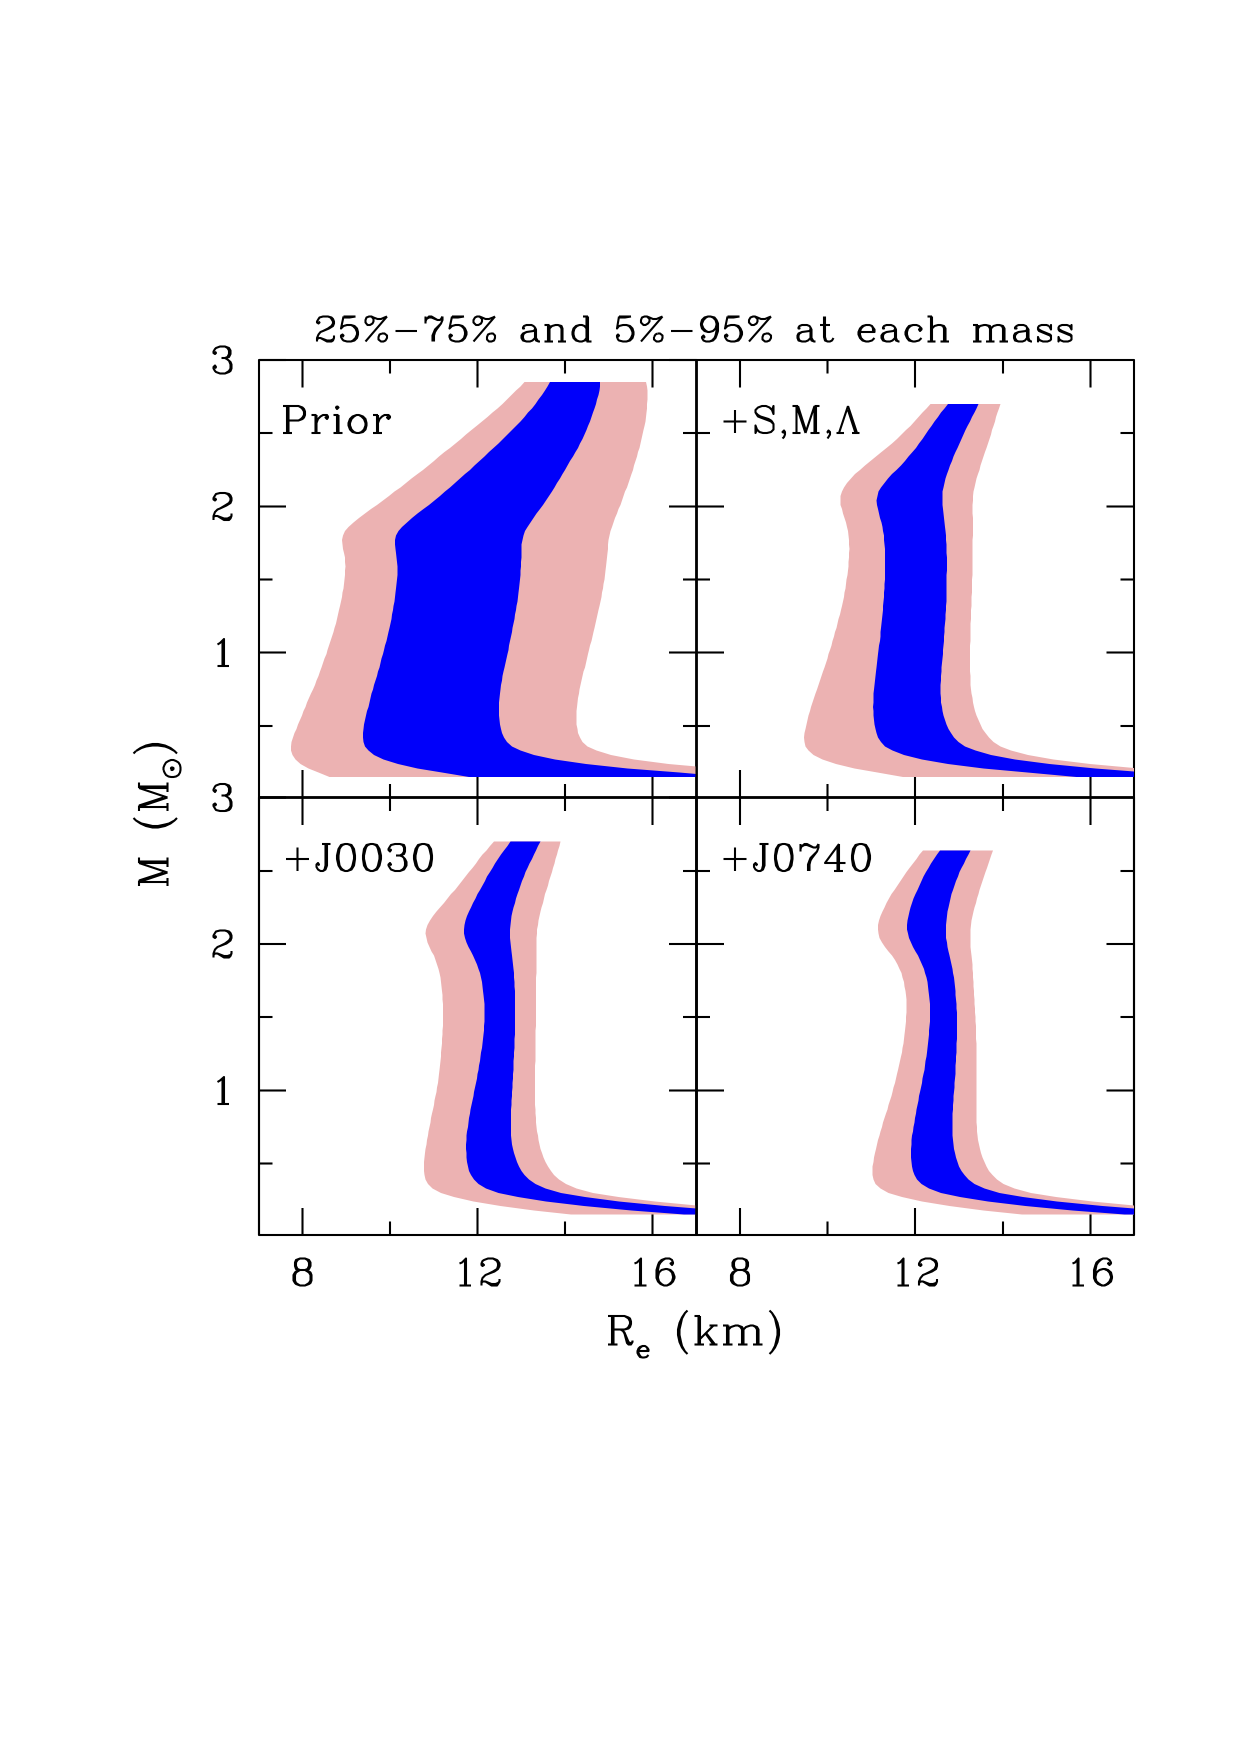 25%−75% and 5%−95% at each mass
Prior
+S,M,Λ
+J0030
+J0740
3
2
1
3
2
1
M (M⊙)
8 12 16 8 12 16
Rₑ (km)